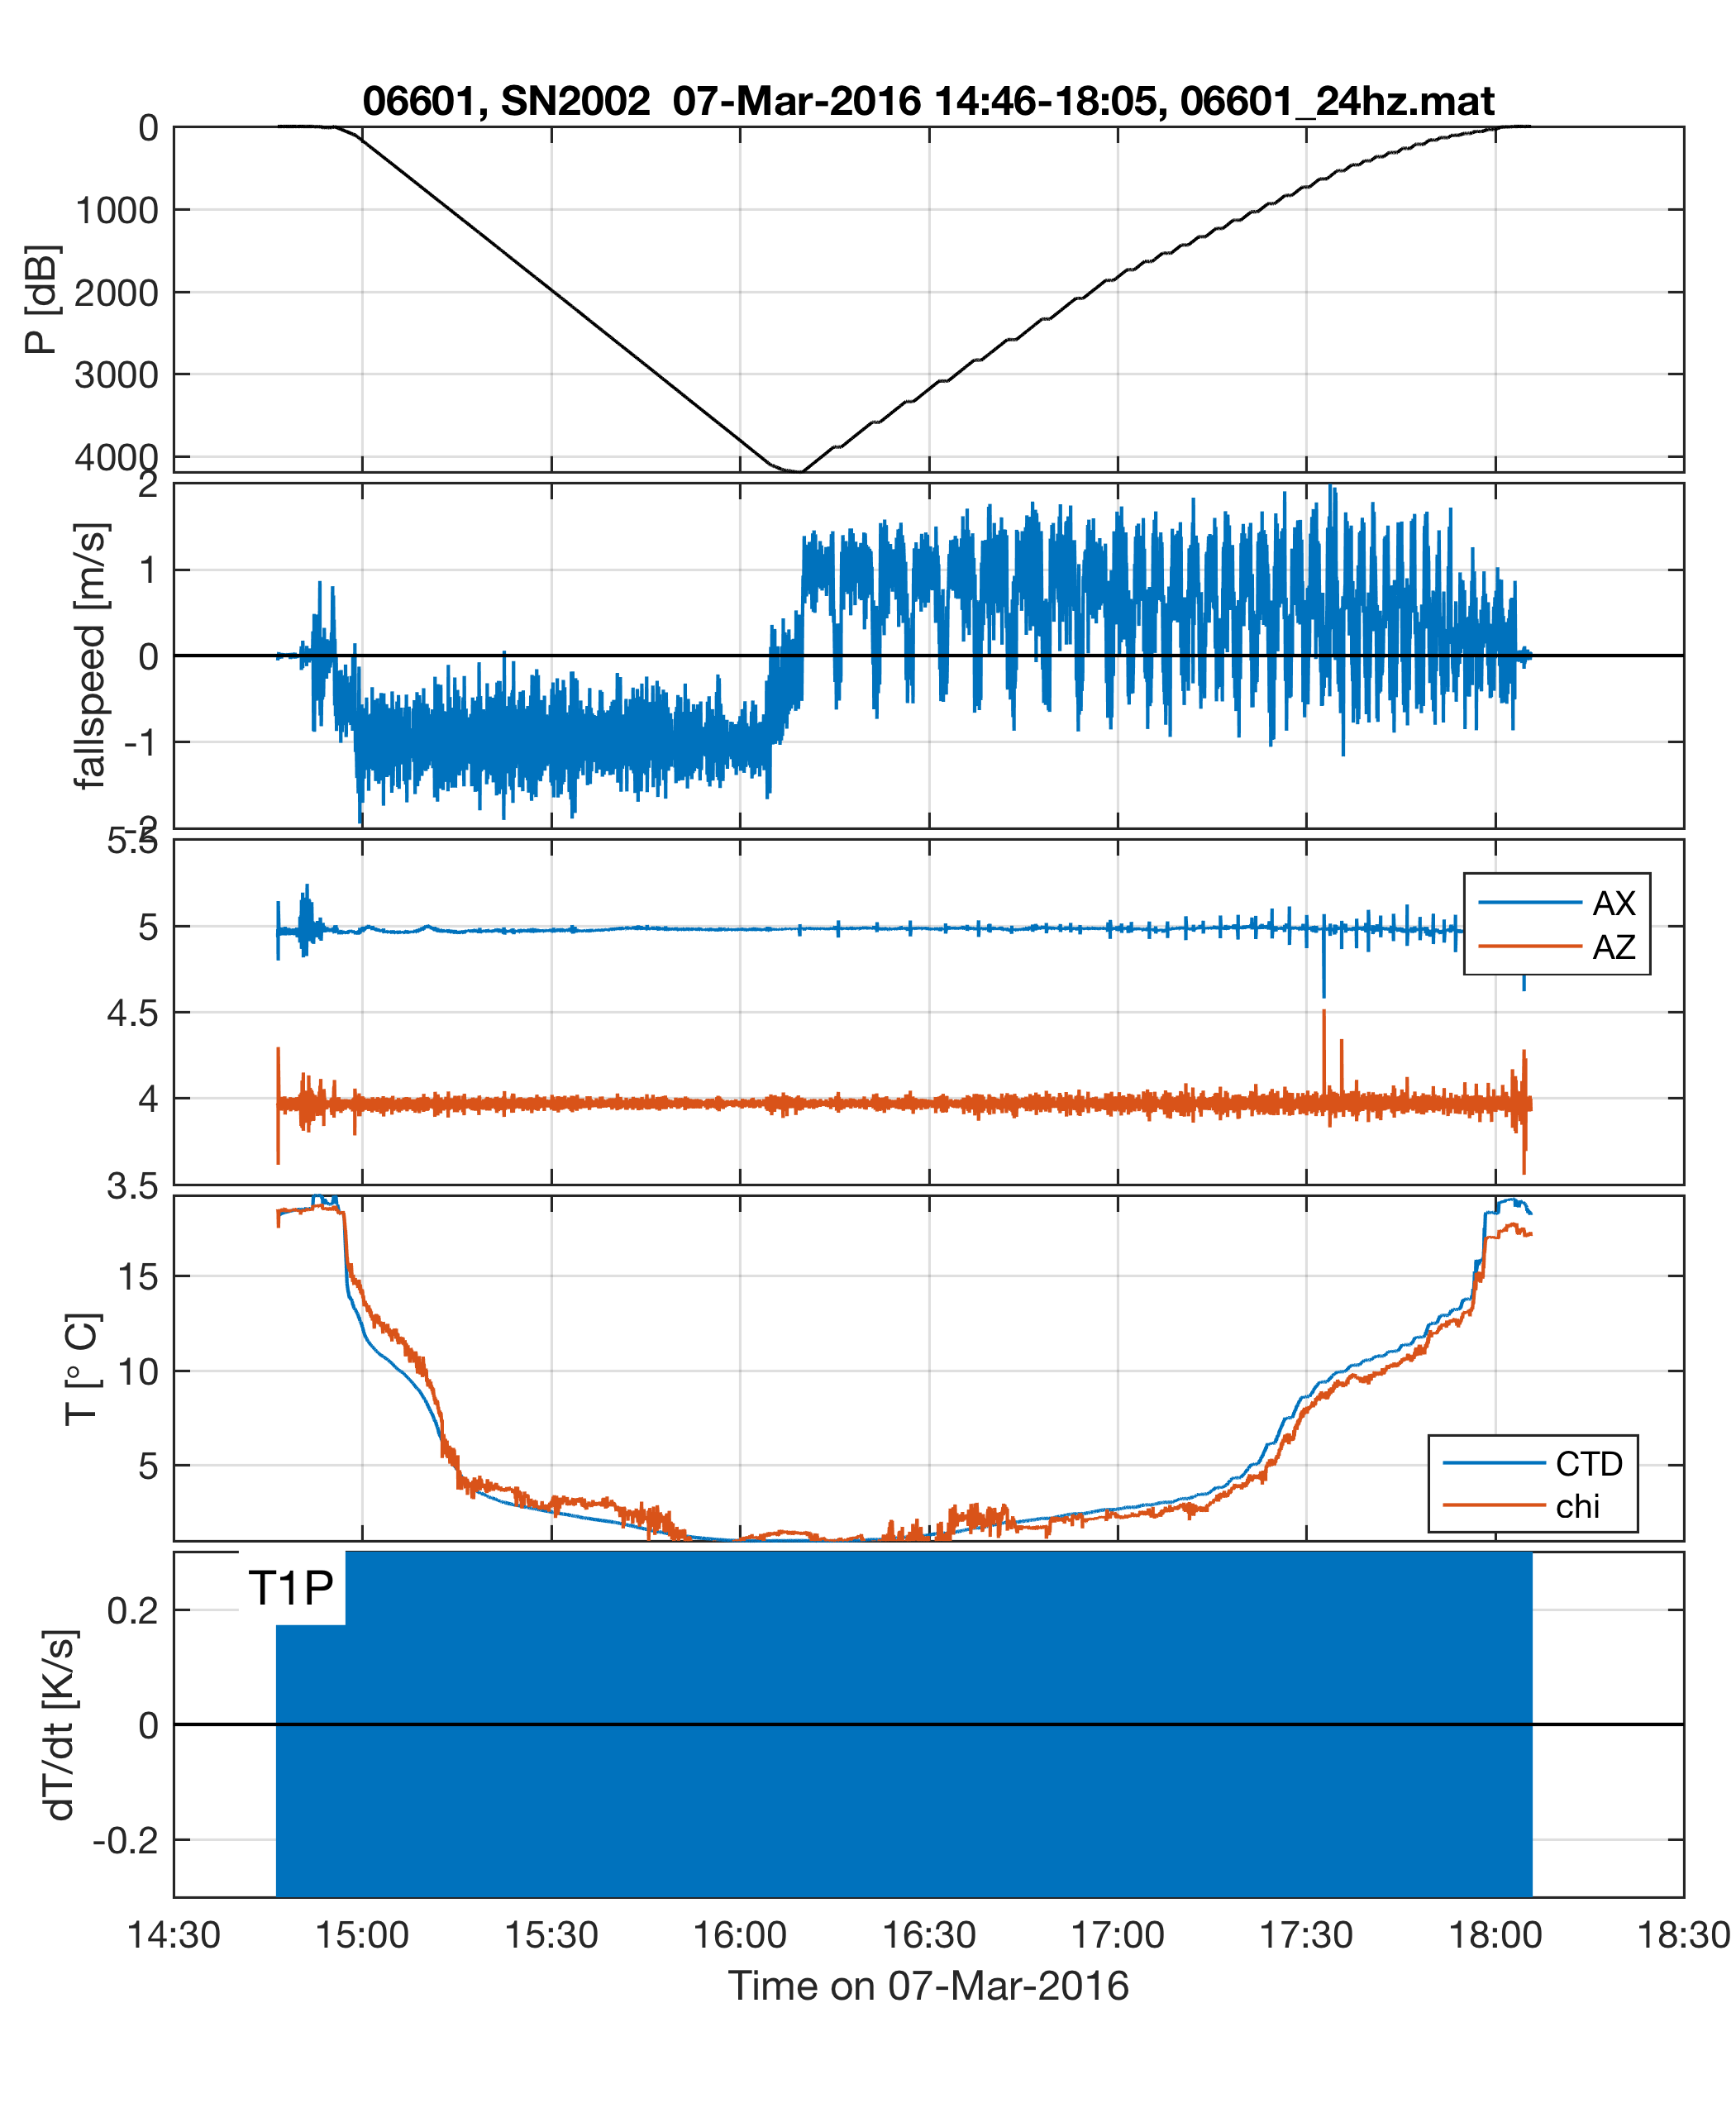 06601, SN2002  07-Mar-2016 14:46-18:05, 06601_24hz.mat
0
1000
2000
3000
4000
P [dB]
2
1
0
-1
-2
fallspeed [m/s]
5.5
5
4.5
4
3.5
AX
AZ
15
10
5
T [° C]
CTD
chi
T1P
0.2
0
-0.2
dT/dt [K/s]
14:30 15:00 15:30 16:00 16:30 17:00 17:30 18:00 18:30
Time on 07-Mar-2016